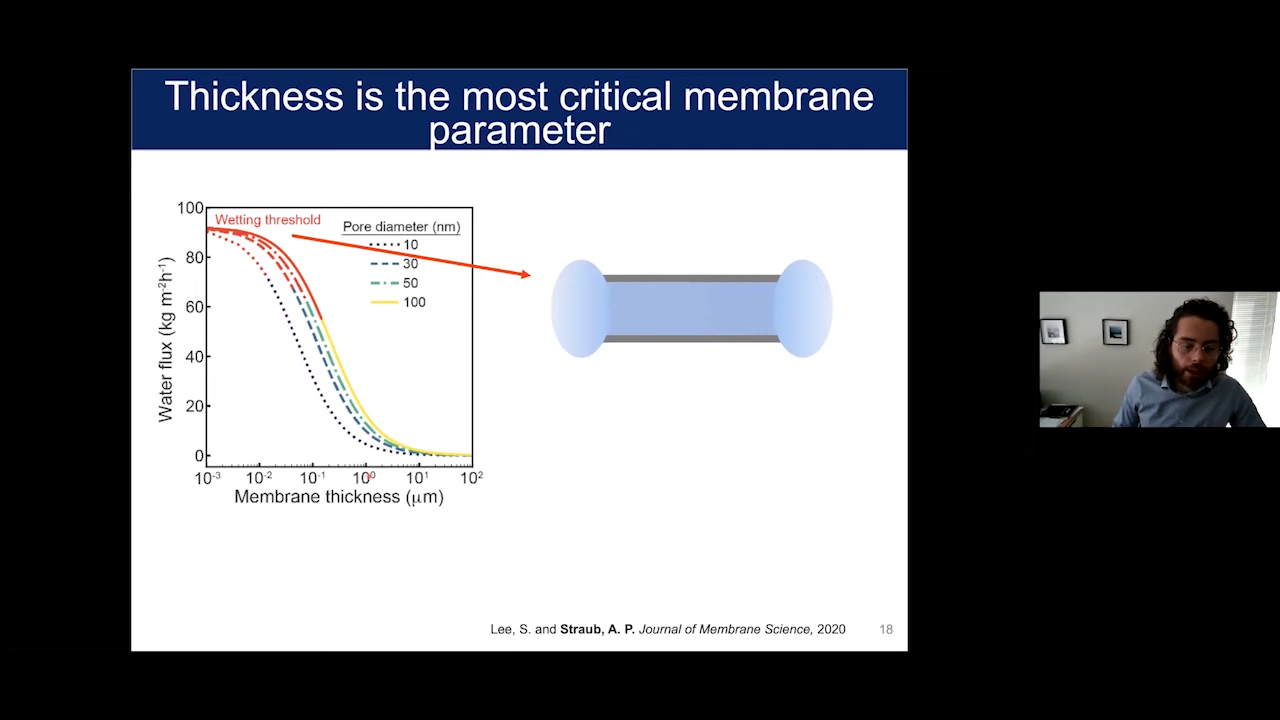 Thickness is the most critical membrane
parameter
100
80
60
40
20
0
Water flux (kg m⁻²h⁻¹)
Wetting threshold
Pore diameter (nm)
10
30
50
100
10⁻³ 10⁻² 10⁻¹ 10⁰ 10¹ 10²
Membrane thickness (μm)
Lee, S. and Straub, A. P. Journal of Membrane Science, 2020
18